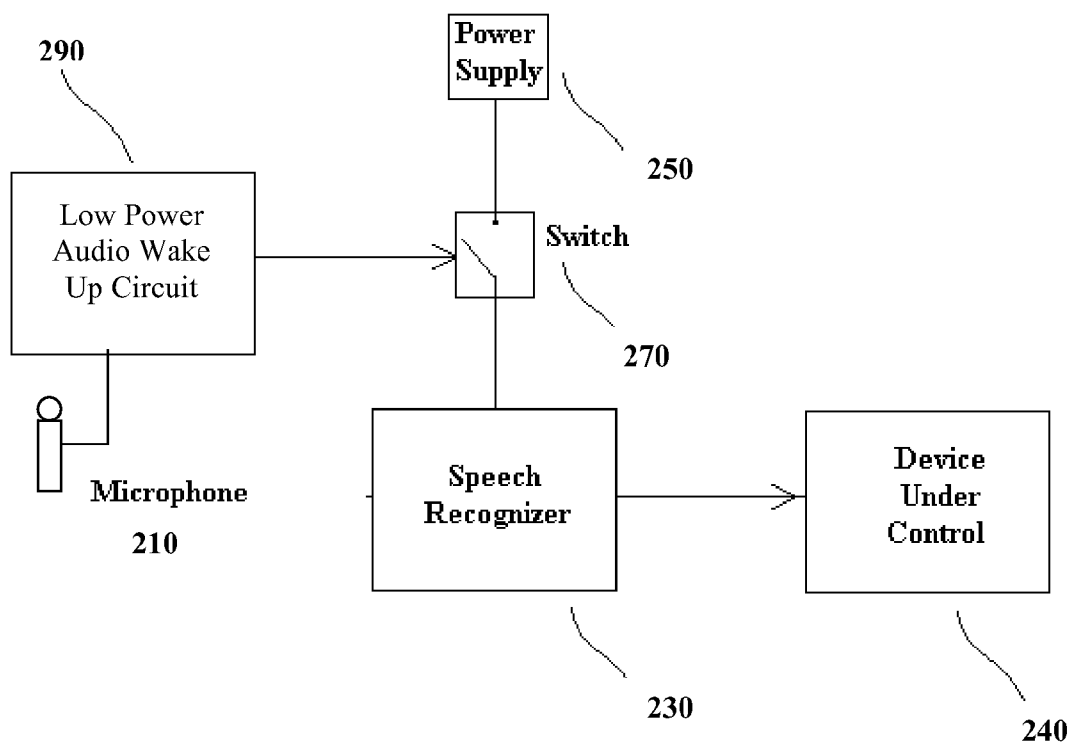 290
Power
Supply
250
Low Power
Audio Wake
Up Circuit
Switch
270
Microphone
210
Speech
Recognizer
Device
Under
Control
230
240